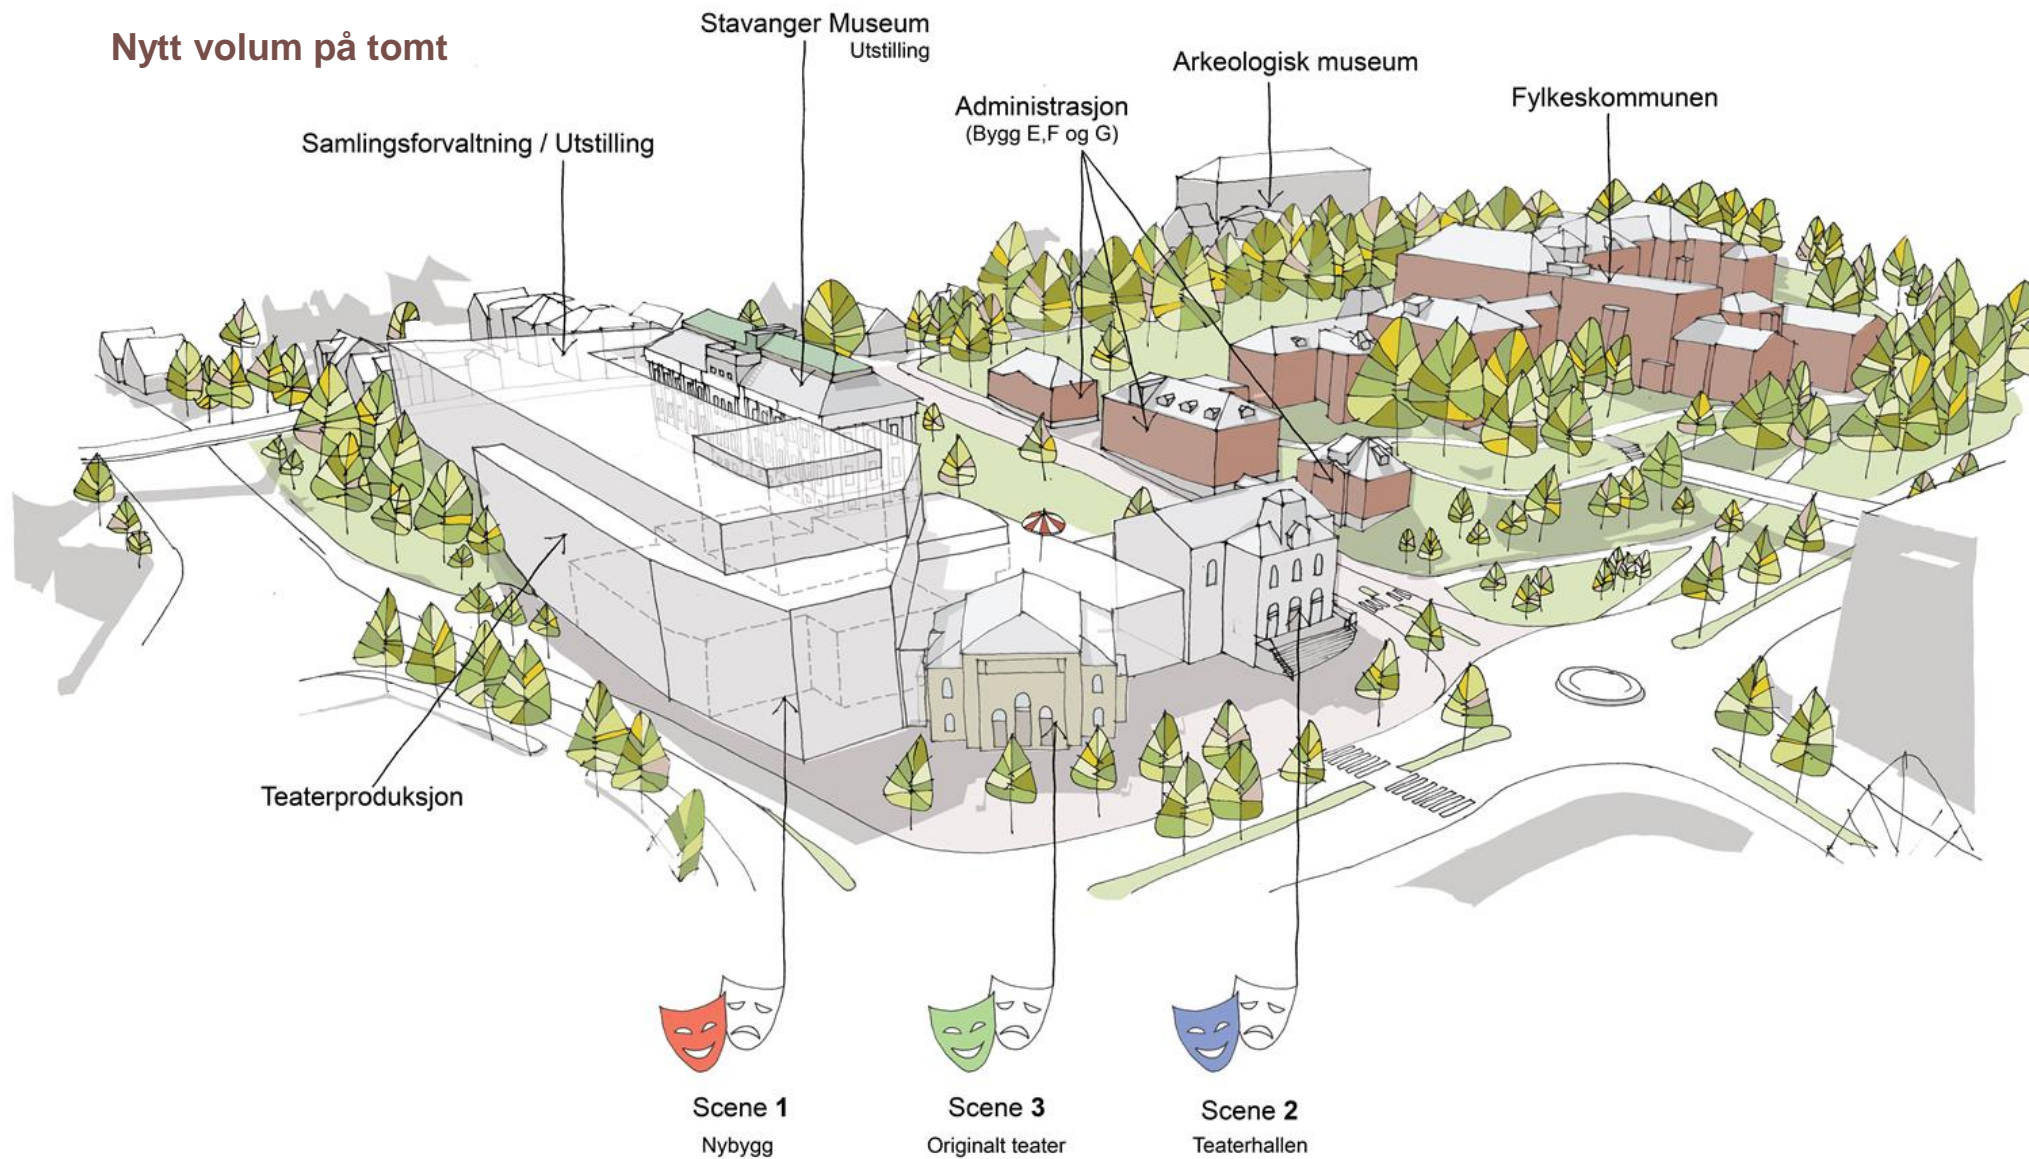 Nytt volum på tomt
Stavanger Museum
Utstilling
Arkeologisk museum
Administrasjon
(Bygg E,F og G)
Fylkeskommunen
Samlingsforvaltning / Utstilling
Teaterproduksjon
Scene 1
Nybygg
Scene 3
Originalt teater
Scene 2
Teaterhallen